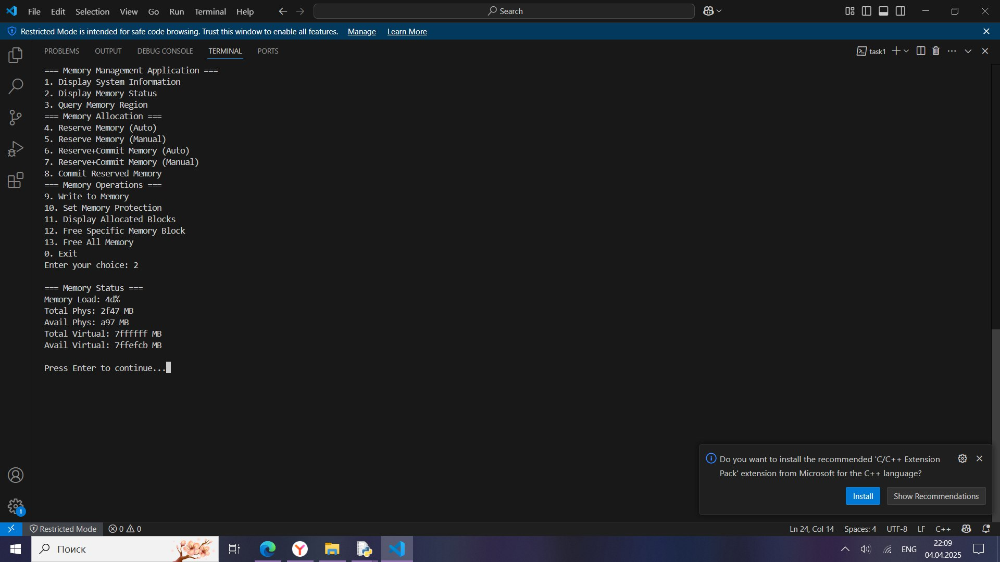 File Edit Selection View Go Run Terminal Help
Search
Restricted Mode is intended for safe code browsing. Trust this window to enable all features. Manage Learn More
PROBLEMS OUTPUT DEBUG CONSOLE TERMINAL PORTS
task1
=== Memory Management Application ===
1. Display System Information
2. Display Memory Status
3. Query Memory Region
=== Memory Allocation ===
4. Reserve Memory (Auto)
5. Reserve Memory (Manual)
6. Reserve+Commit Memory (Auto)
7. Reserve+Commit Memory (Manual)
8. Commit Reserved Memory
=== Memory Operations ===
9. Write to Memory
10. Set Memory Protection
11. Display Allocated Blocks
12. Free Specific Memory Block
13. Free All Memory
0. Exit
Enter your choice: 2
=== Memory Status ===
Memory Load: 4d%
Total Phys: 2f47 MB
Avail Phys: a97 MB
Total Virtual: 7ffffff MB
Avail Virtual: 7ffefcb MB
Press Enter to continue...
Do you want to install the recommended 'C/C++ Extension
Pack' extension from Microsoft for the C++ language?
Install Show Recommendations
1
Restricted Mode 0 0
Ln 24, Col 14 Spaces: 4 UTF-8 LF C++
Поиск
ENG
22:09
04.04.2025